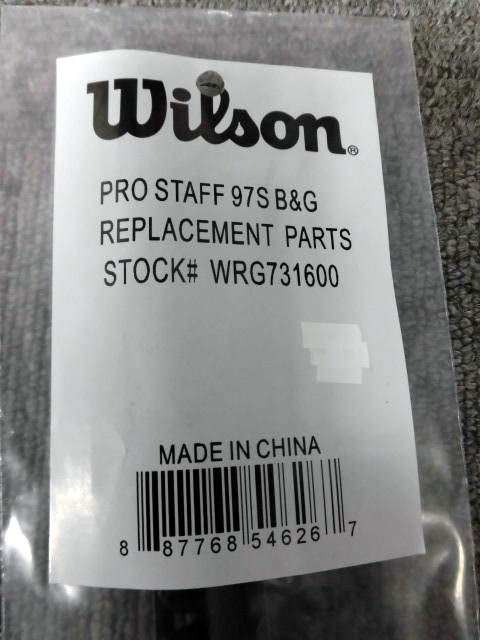 Wilson®
PRO STAFF 97S B&G
REPLACEMENT PARTS
STOCK# WRG731600
MADE IN CHINA
8 87768 54626 7